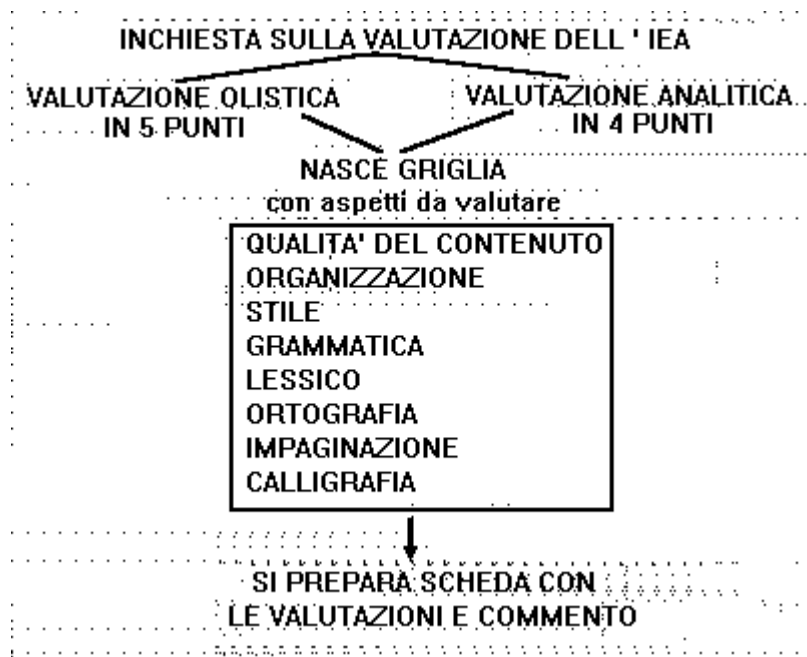 INCHIESTA SULLA VALUTAZIONE DELL ' IEA
VALUTAZIONE OLISTICA
IN 5 PUNTI
VALUTAZIONE ANALITICA
IN 4 PUNTI
NASCE GRIGLIA
con aspetti da valutare
QUALITA' DEL CONTENUTO
ORGANIZZAZIONE
STILE
GRAMMATICA
LESSICO
ORTOGRAFIA
IMPAGINAZIONE
CALLIGRAFIA
SI PREPARA SCHEDA CON
LE VALUTAZIONI E COMMENTO